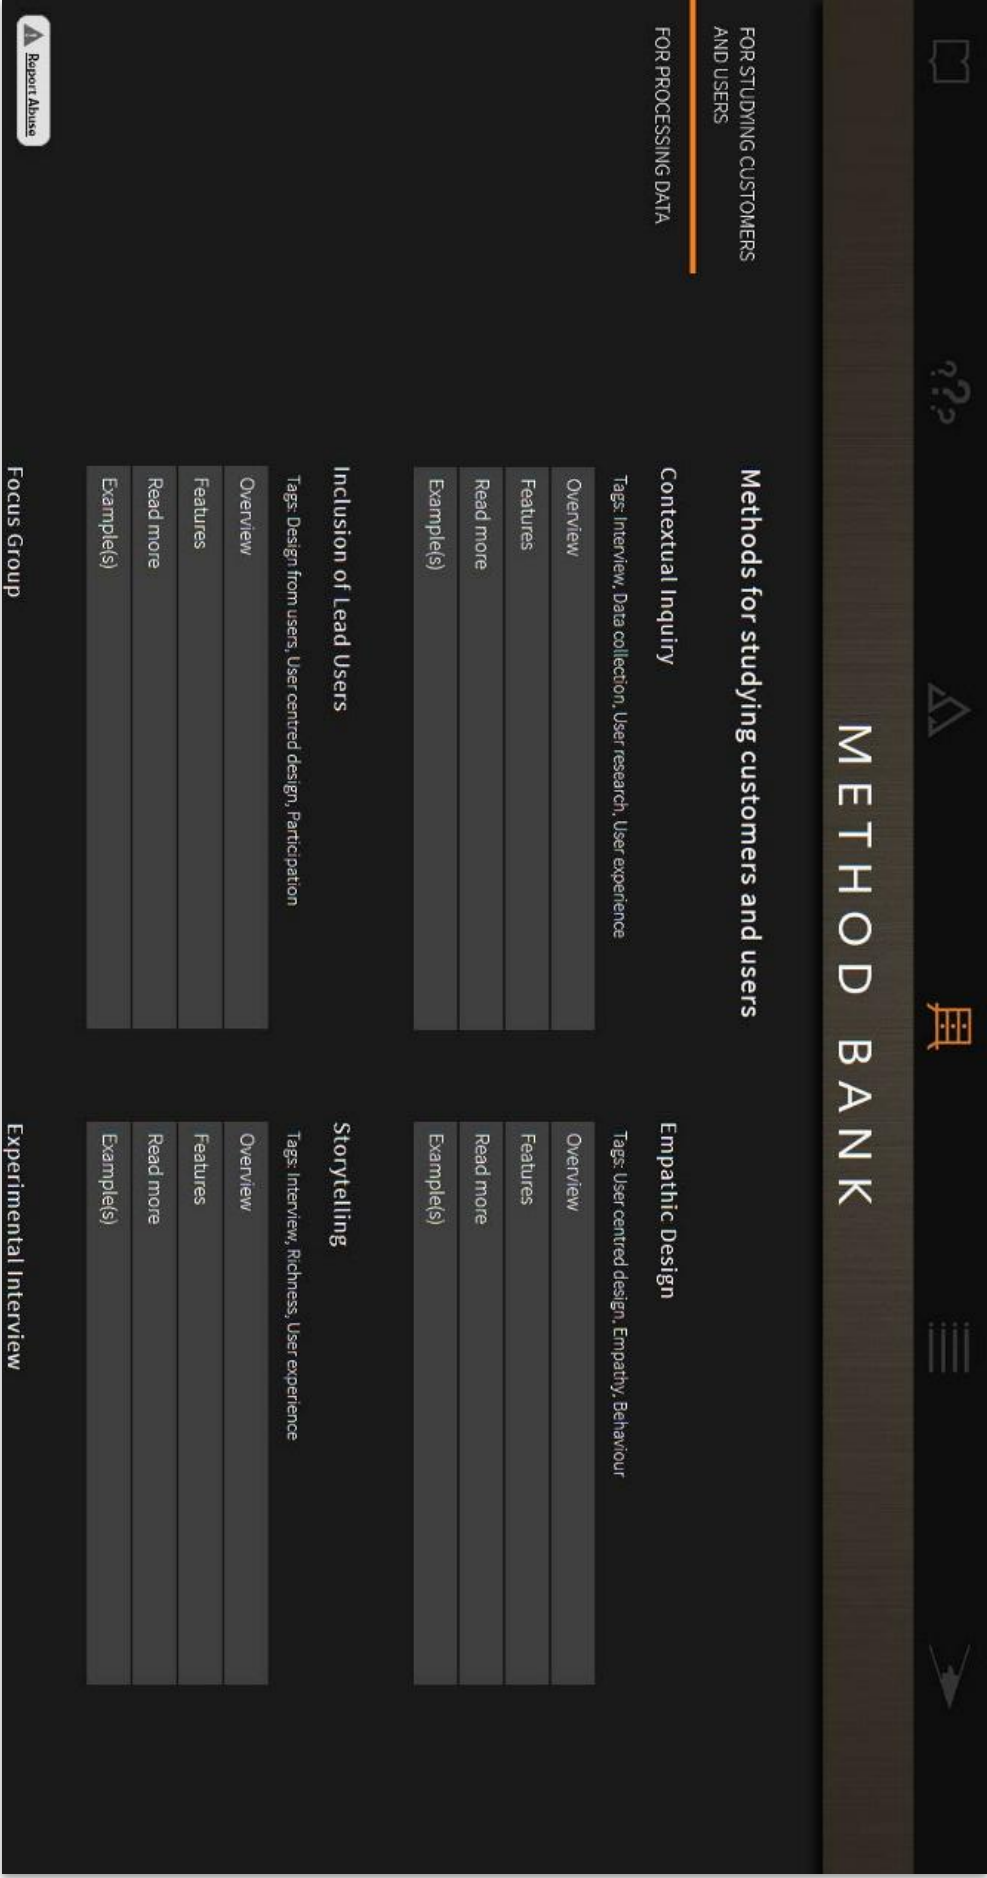 ???
METHOD BANK
FOR STUDYING CUSTOMERS
AND USERS
FOR PROCESSING DATA
Methods for studying customers and users
Contextual Inquiry
Tags: Interview, Data collection, User research, User experience
Overview
Features
Read more
Example(s)
Empathic Design
Tags: User centred design, Empathy, Behaviour
Overview
Features
Read more
Example(s)
Inclusion of Lead Users
Tags: Design from users, User centred design, Participation
Overview
Features
Read more
Example(s)
Storytelling
Tags: Interview, Richness, User experience
Overview
Features
Read more
Example(s)
Focus Group
Experimental Interview
Report Abuse